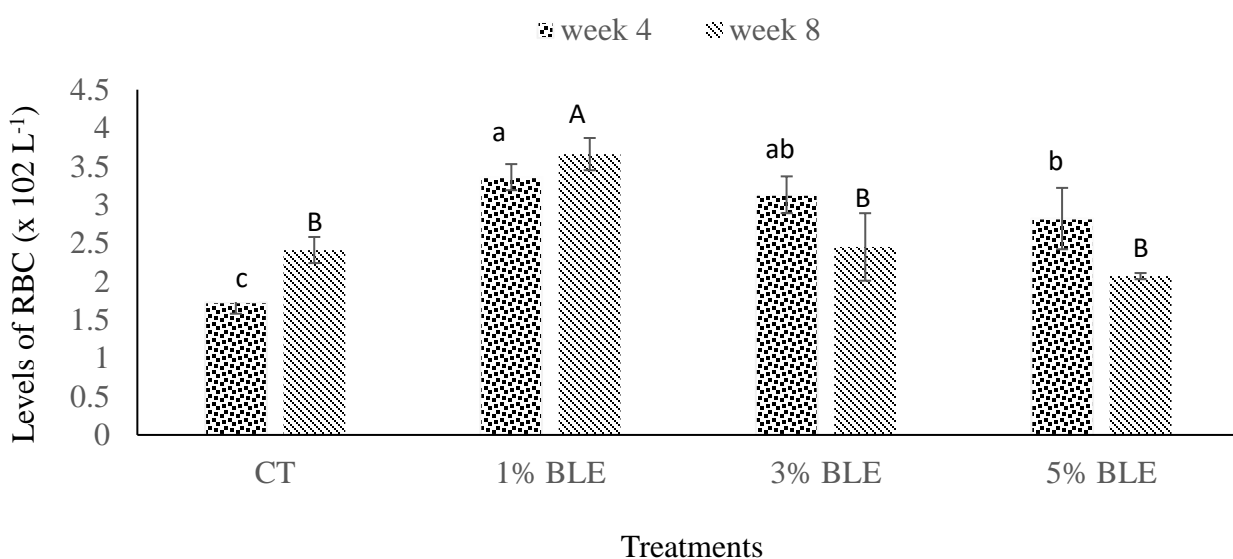 week 4 week 8
Levels of RBC (x 102 L-1)
4.5
4
3.5
3
2.5
2
1.5
1
0.5
0
c B a A ab B b B
CT 1% BLE 3% BLE 5% BLE
Treatments